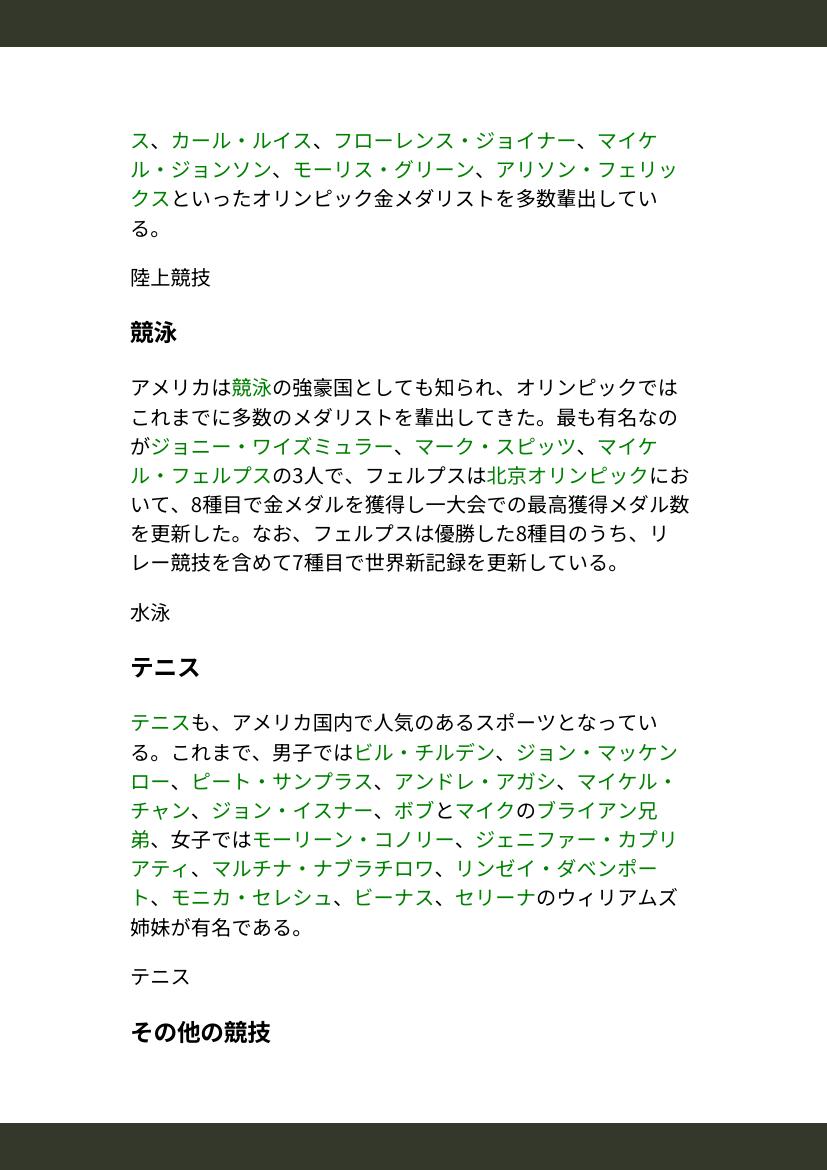 ス、カール・ルイス、フローレンス・ジョイナー、マイケ
ル・ジョンソン、モーリス・グリーン、アリソン・フェリッ
クスといったオリンピック金メダリストを多数輩出してい
る。
陸上競技
競泳
アメリカは競泳の強豪国としても知られ、オリンピックでは
これまでに多数のメダリストを輩出してきた。最も有名なの
がジョニー・ワイズミュラー、マーク・スピッツ、マイケ
ル・フェルプスの3人で、フェルプスは北京オリンピックにお
いて、8種目で金メダルを獲得し一大会での最高獲得メダル数
を更新した。なお、フェルプスは優勝した8種目のうち、リ
レー競技を含めて7種目で世界新記録を更新している。
水泳
テニス
テニスも、アメリカ国内で人気のあるスポーツとなってい
る。これまで、男子ではビル・チルデン、ジョン・マッケン
ロー、ピート・サンプラス、アンドレ・アガシ、マイケル・
チャン、ジョン・イスナー、ボブとマイクのブライアン兄
弟、女子ではモーリーン・コノリー、ジェニファー・カプリ
アティ、マルチナ・ナブラチロワ、リンゼイ・ダベンポー
ト、モニカ・セレシュ、ビーナス、セリーナのウィリアムズ
姉妹が有名である。
テニス
その他の競技